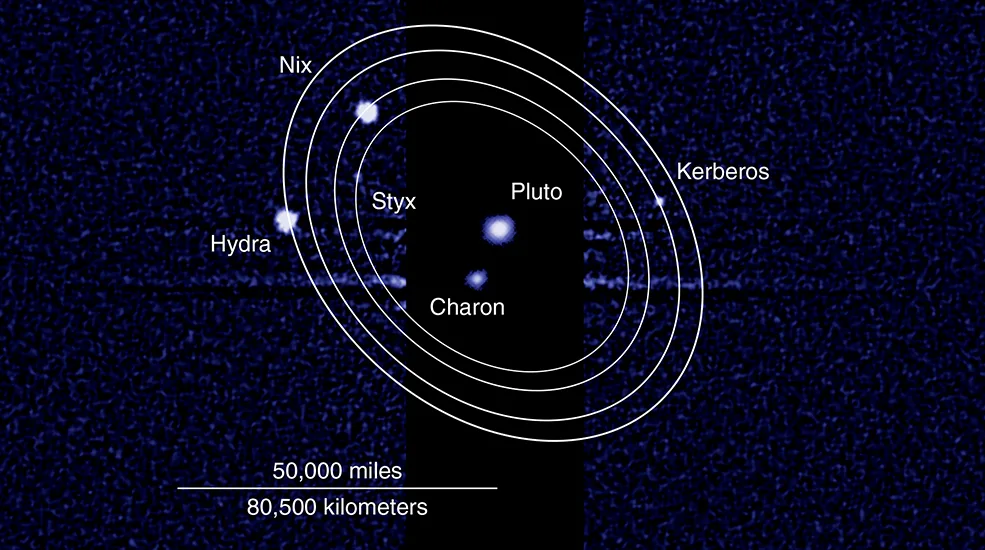 Nix
Kerberos
Pluto
Styx
Hydra
Charon
50,000 miles
80,500 kilometers